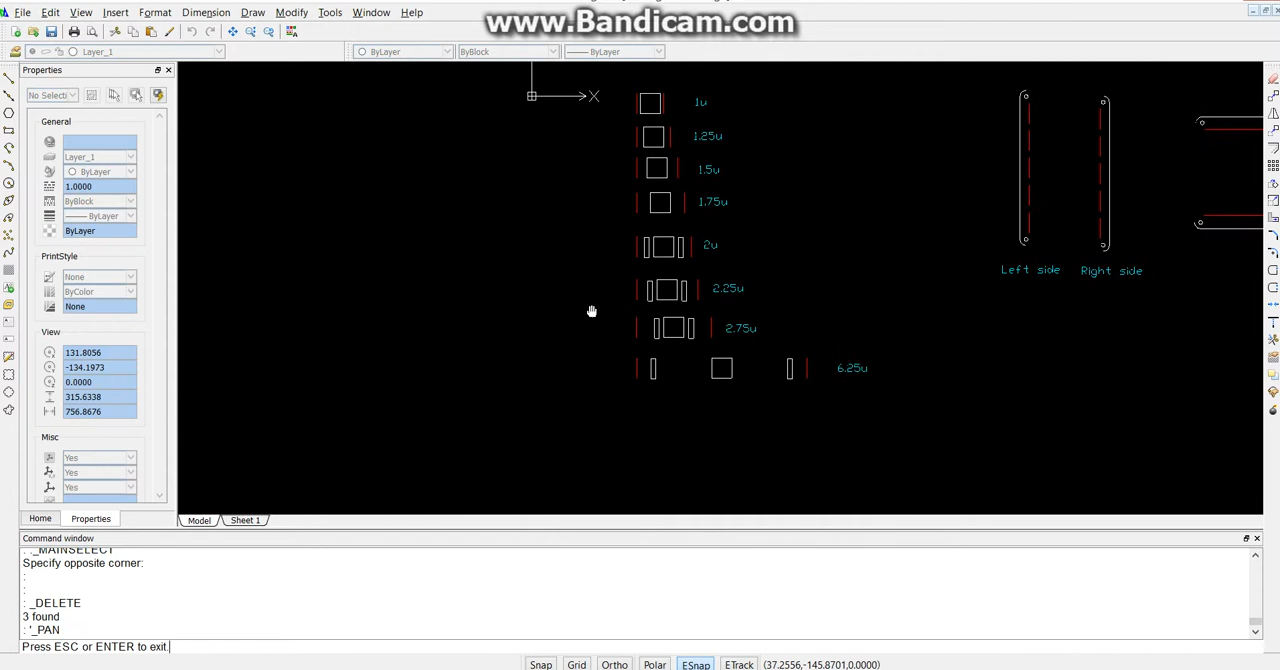 www.Bandicam.com
File Edit View Insert Format Tools Dimension Draw Modify Tools Window Help
Layer_1 ByLayer ByBlock ByLayer
Properties
No Selecti
General
Layer_1
ByLayer
1.0000
ByBlock
ByLayer
ByLayer
PrintStyle
None
ByColor
None
View
131.8056
-134.1973
0.0000
315.6338
756.8676
Misc
Yes
Yes
Yes
Home Properties
X
1u
1.25u
1.5u
1.75u
2u
2.25u
2.75u
6.25u
Left side Right side
Model Sheet 1
Command window
: ._MAINSELECT
Specify opposite corner:
:
:
: _DELETE
3 found
: '_PAN
Press ESC or ENTER to exit.
Snap Grid Ortho Polar ESnap ETrack (37.2556,-145.8701,0.0000)